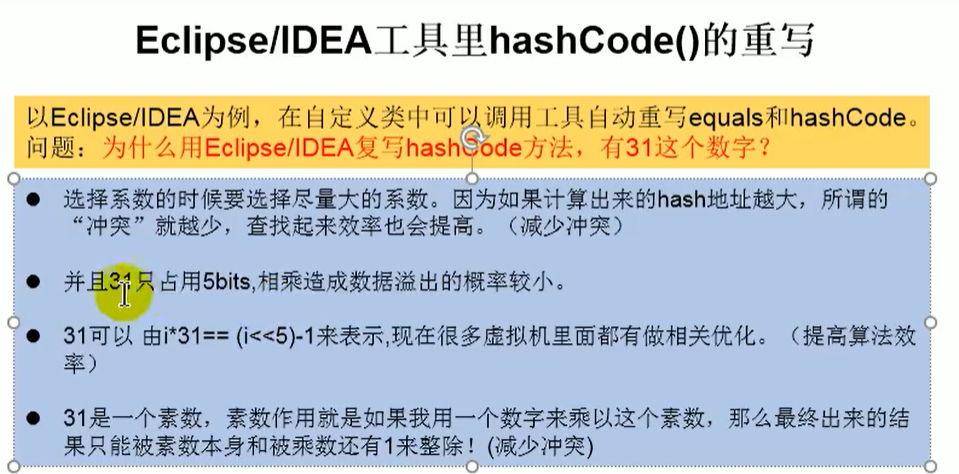 Eclipse/IDEA工具里hashCode()的重写
以Eclipse/IDEA为例，在自定义类中可以调用工具自动重写equals和hashCode。
问题：为什么用Eclipse/IDEA复写hashCode方法，有31这个数字？
● 选择系数的时候要选择尽量大的系数。因为如果计算出来的hash地址越大，所谓的
“冲突”就越少，查找起来效率也会提高。（减少冲突）
● 并且31只占用5bits,相乘造成数据溢出的概率较小。
● 31可以 由i*31== (i<<5)-1来表示,现在很多虚拟机里面都有做相关优化。（提高算法效
率）
● 31是一个素数，素数作用就是如果我用一个数字来乘以这个素数，那么最终出来的结
果只能被素数本身和被乘数还有1来整除！(减少冲突)